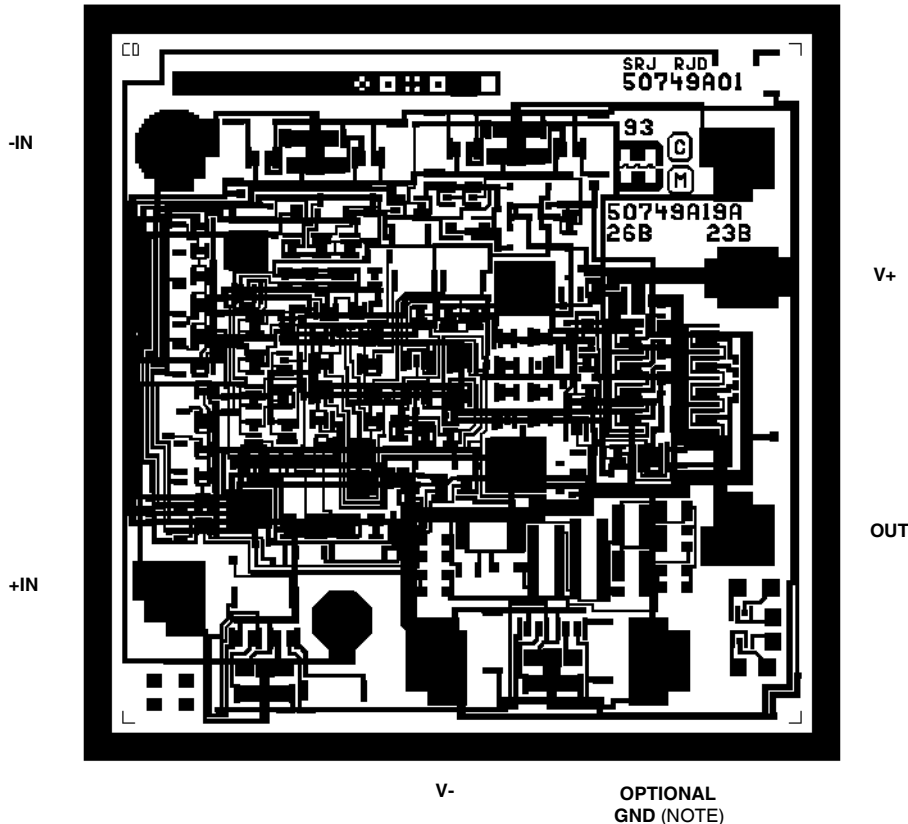 CD
SRJ RJD
50749A01
93
C
M
50749A19A
26B 23B
-IN
V+
OUT
+IN
V-
OPTIONAL
GND (NOTE)